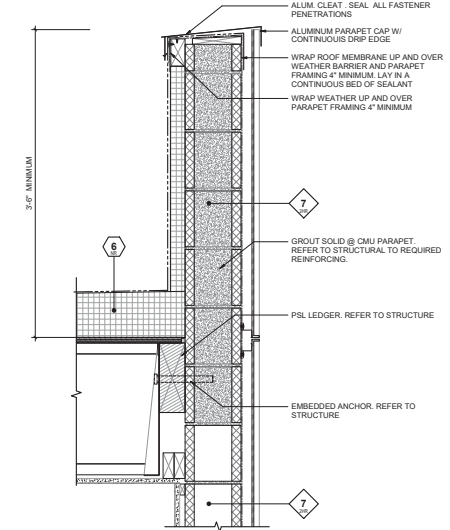 ALUM. CLEAT . SEAL ALL FASTENER
PENETRATIONS
ALUMINUM PARAPET CAP W/
CONTINUOUIS DRIP EDGE
WRAP ROOF MEMBRANE UP AND OVER
WEATHER BARRIER AND PARAPET
FRAMING 4" MINIMUM. LAY IN A
CONTINUOUS BED OF SEALANT
WRAP WEATHER UP AND OVER
PARAPET FRAMING 4" MINIMUM
3'-6" MINIMUM
7
2HR
6
GROUT SOLID @ CMU PARAPET.
REFER TO STRUCTURAL TO REQUIRED
REINFORCING.
PSL LEDGER. REFER TO STRUCTURE
EMBEDDED ANCHOR. REFER TO
STRUCTURE
7
2HR